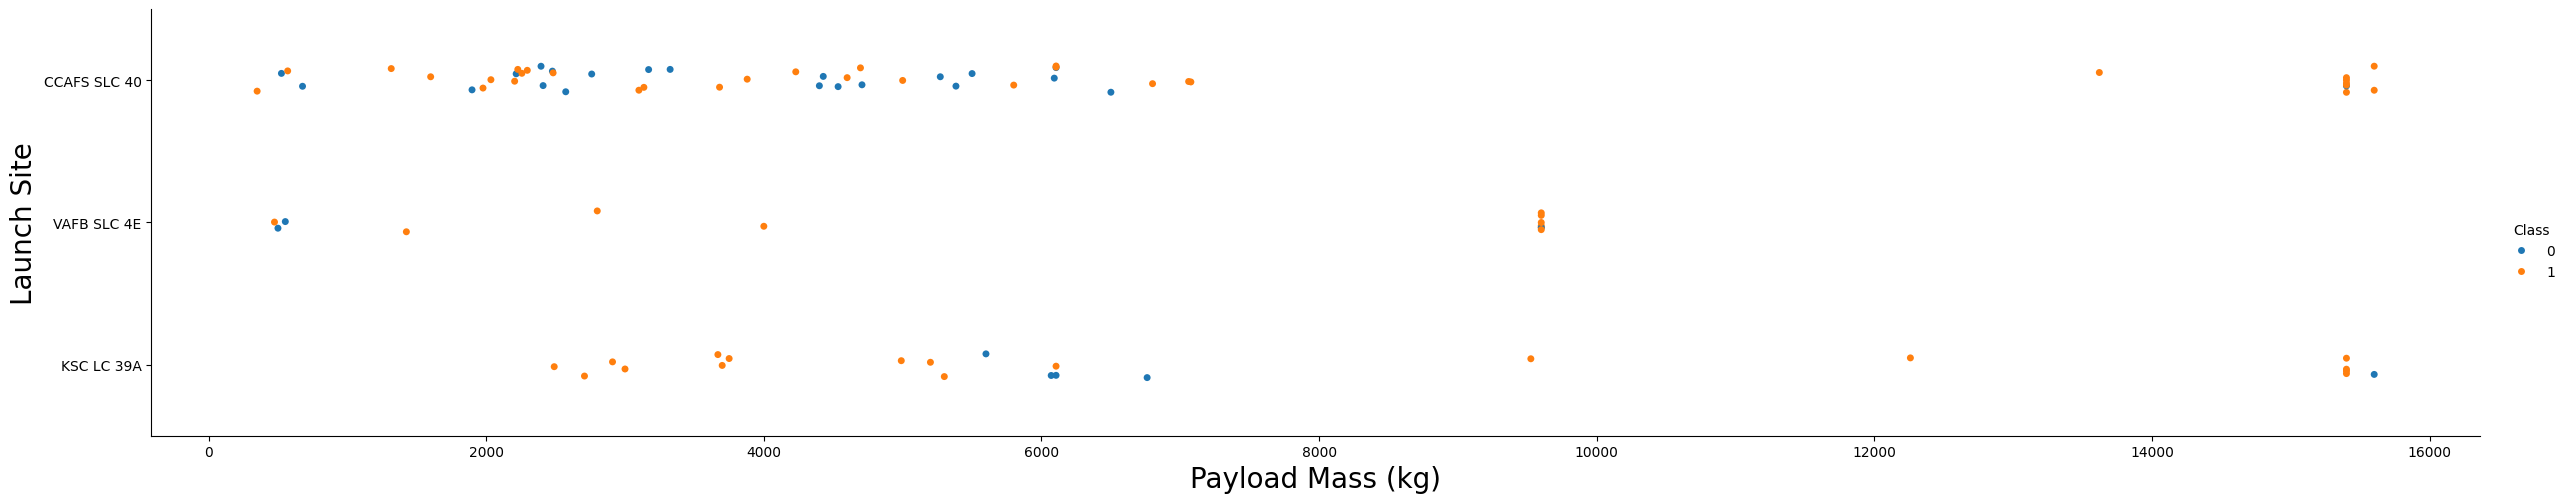 Launch Site
CCAFS SLC 40
VAFB SLC 4E
KSC LC 39A
0 2000 4000 6000 8000 10000 12000 14000 16000
Payload Mass (kg)
Class
0
1